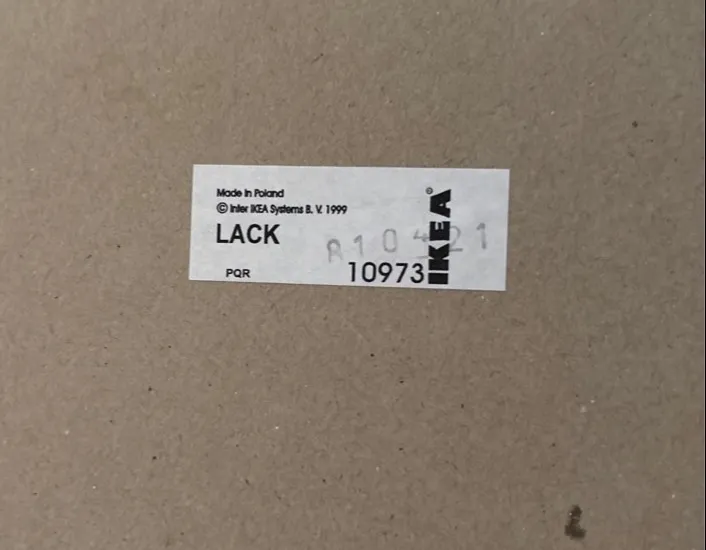 Made in Poland
© Inter IKEA Systems B. V. 1999
LACK
PQR
10973
IKEA®